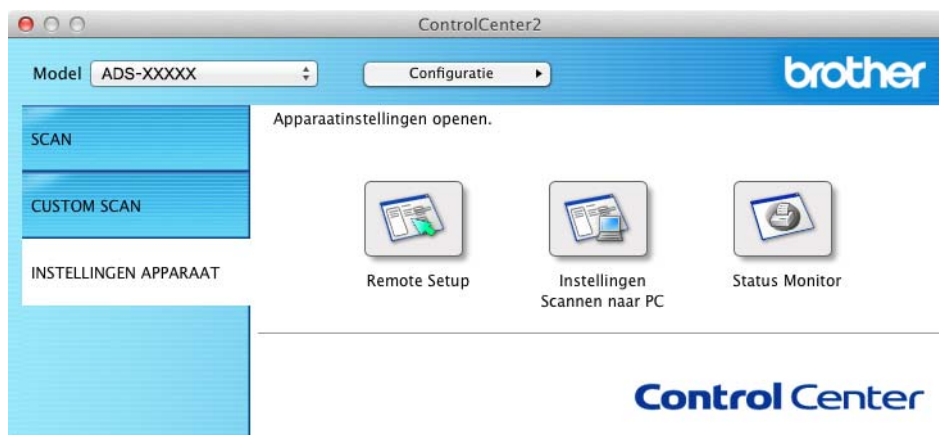 ControlCenter2
Model ADS-XXXXX Configuratie
brother
SCAN
CUSTOM SCAN
INSTELLINGEN APPARAAT
Apparaatinstellingen openen.
Remote Setup
Instellingen
Scannen naar PC
Status Monitor
Control Center